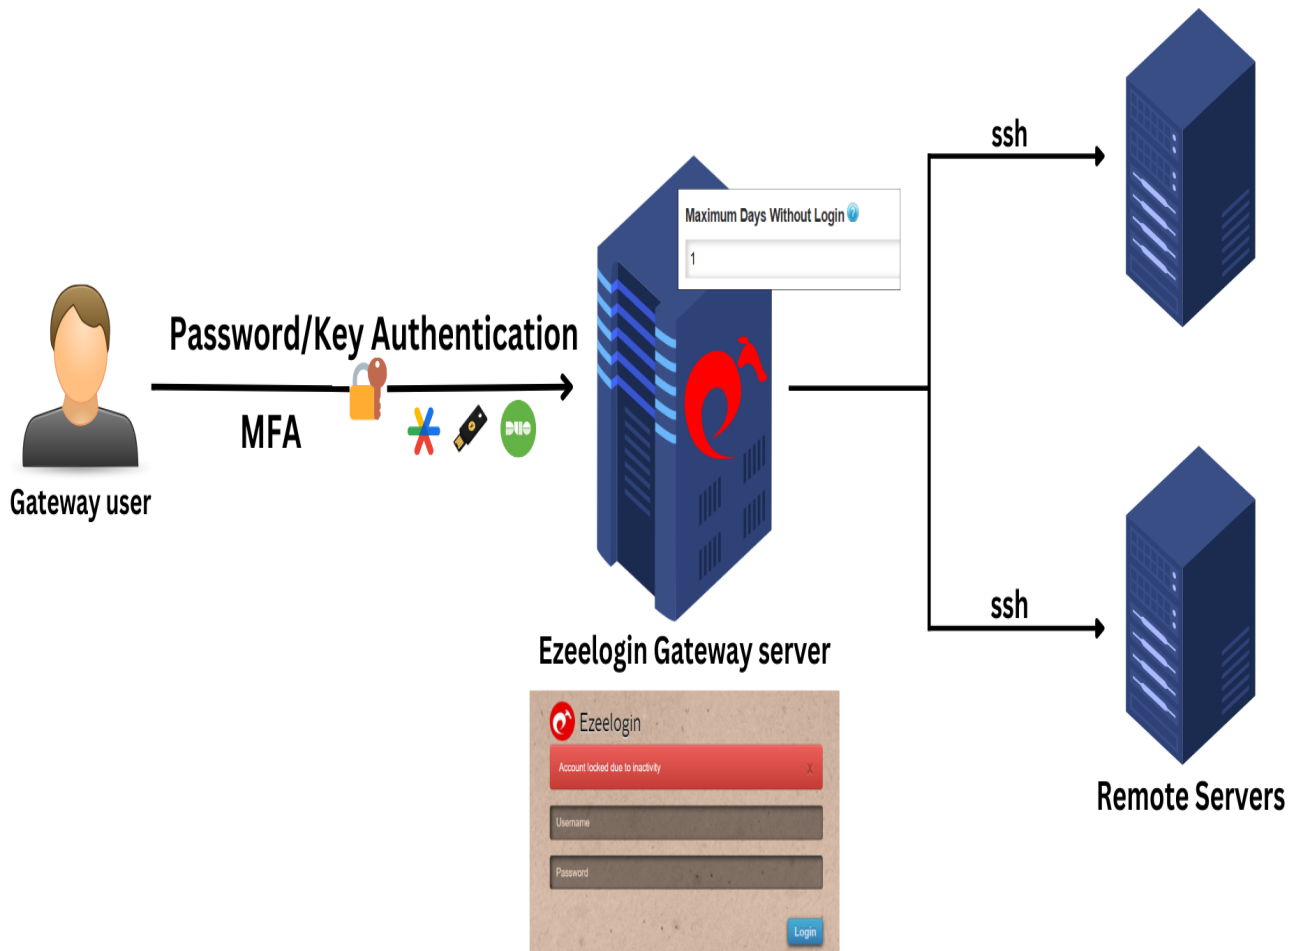 ssh
Maximum Days Without Login
1
Password/Key Authentication
MFA
DUO
Gateway user
ssh
Ezeelogin Gateway server
Ezeelogin
Account locked due to inactivity X
Username
Password
Login
Remote Servers